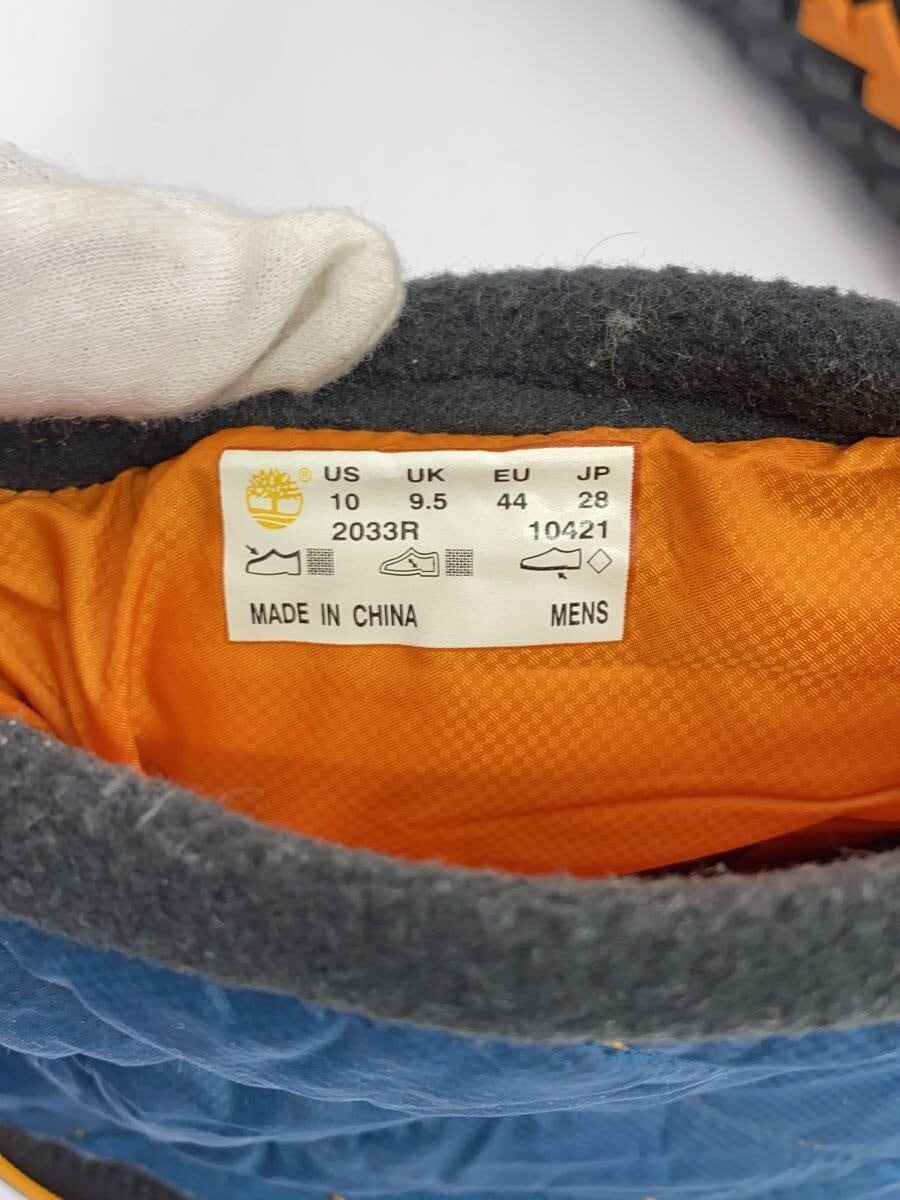 ® US UK EU JP
10 9.5 44 28
2033R 10421
MADE IN CHINA MENS